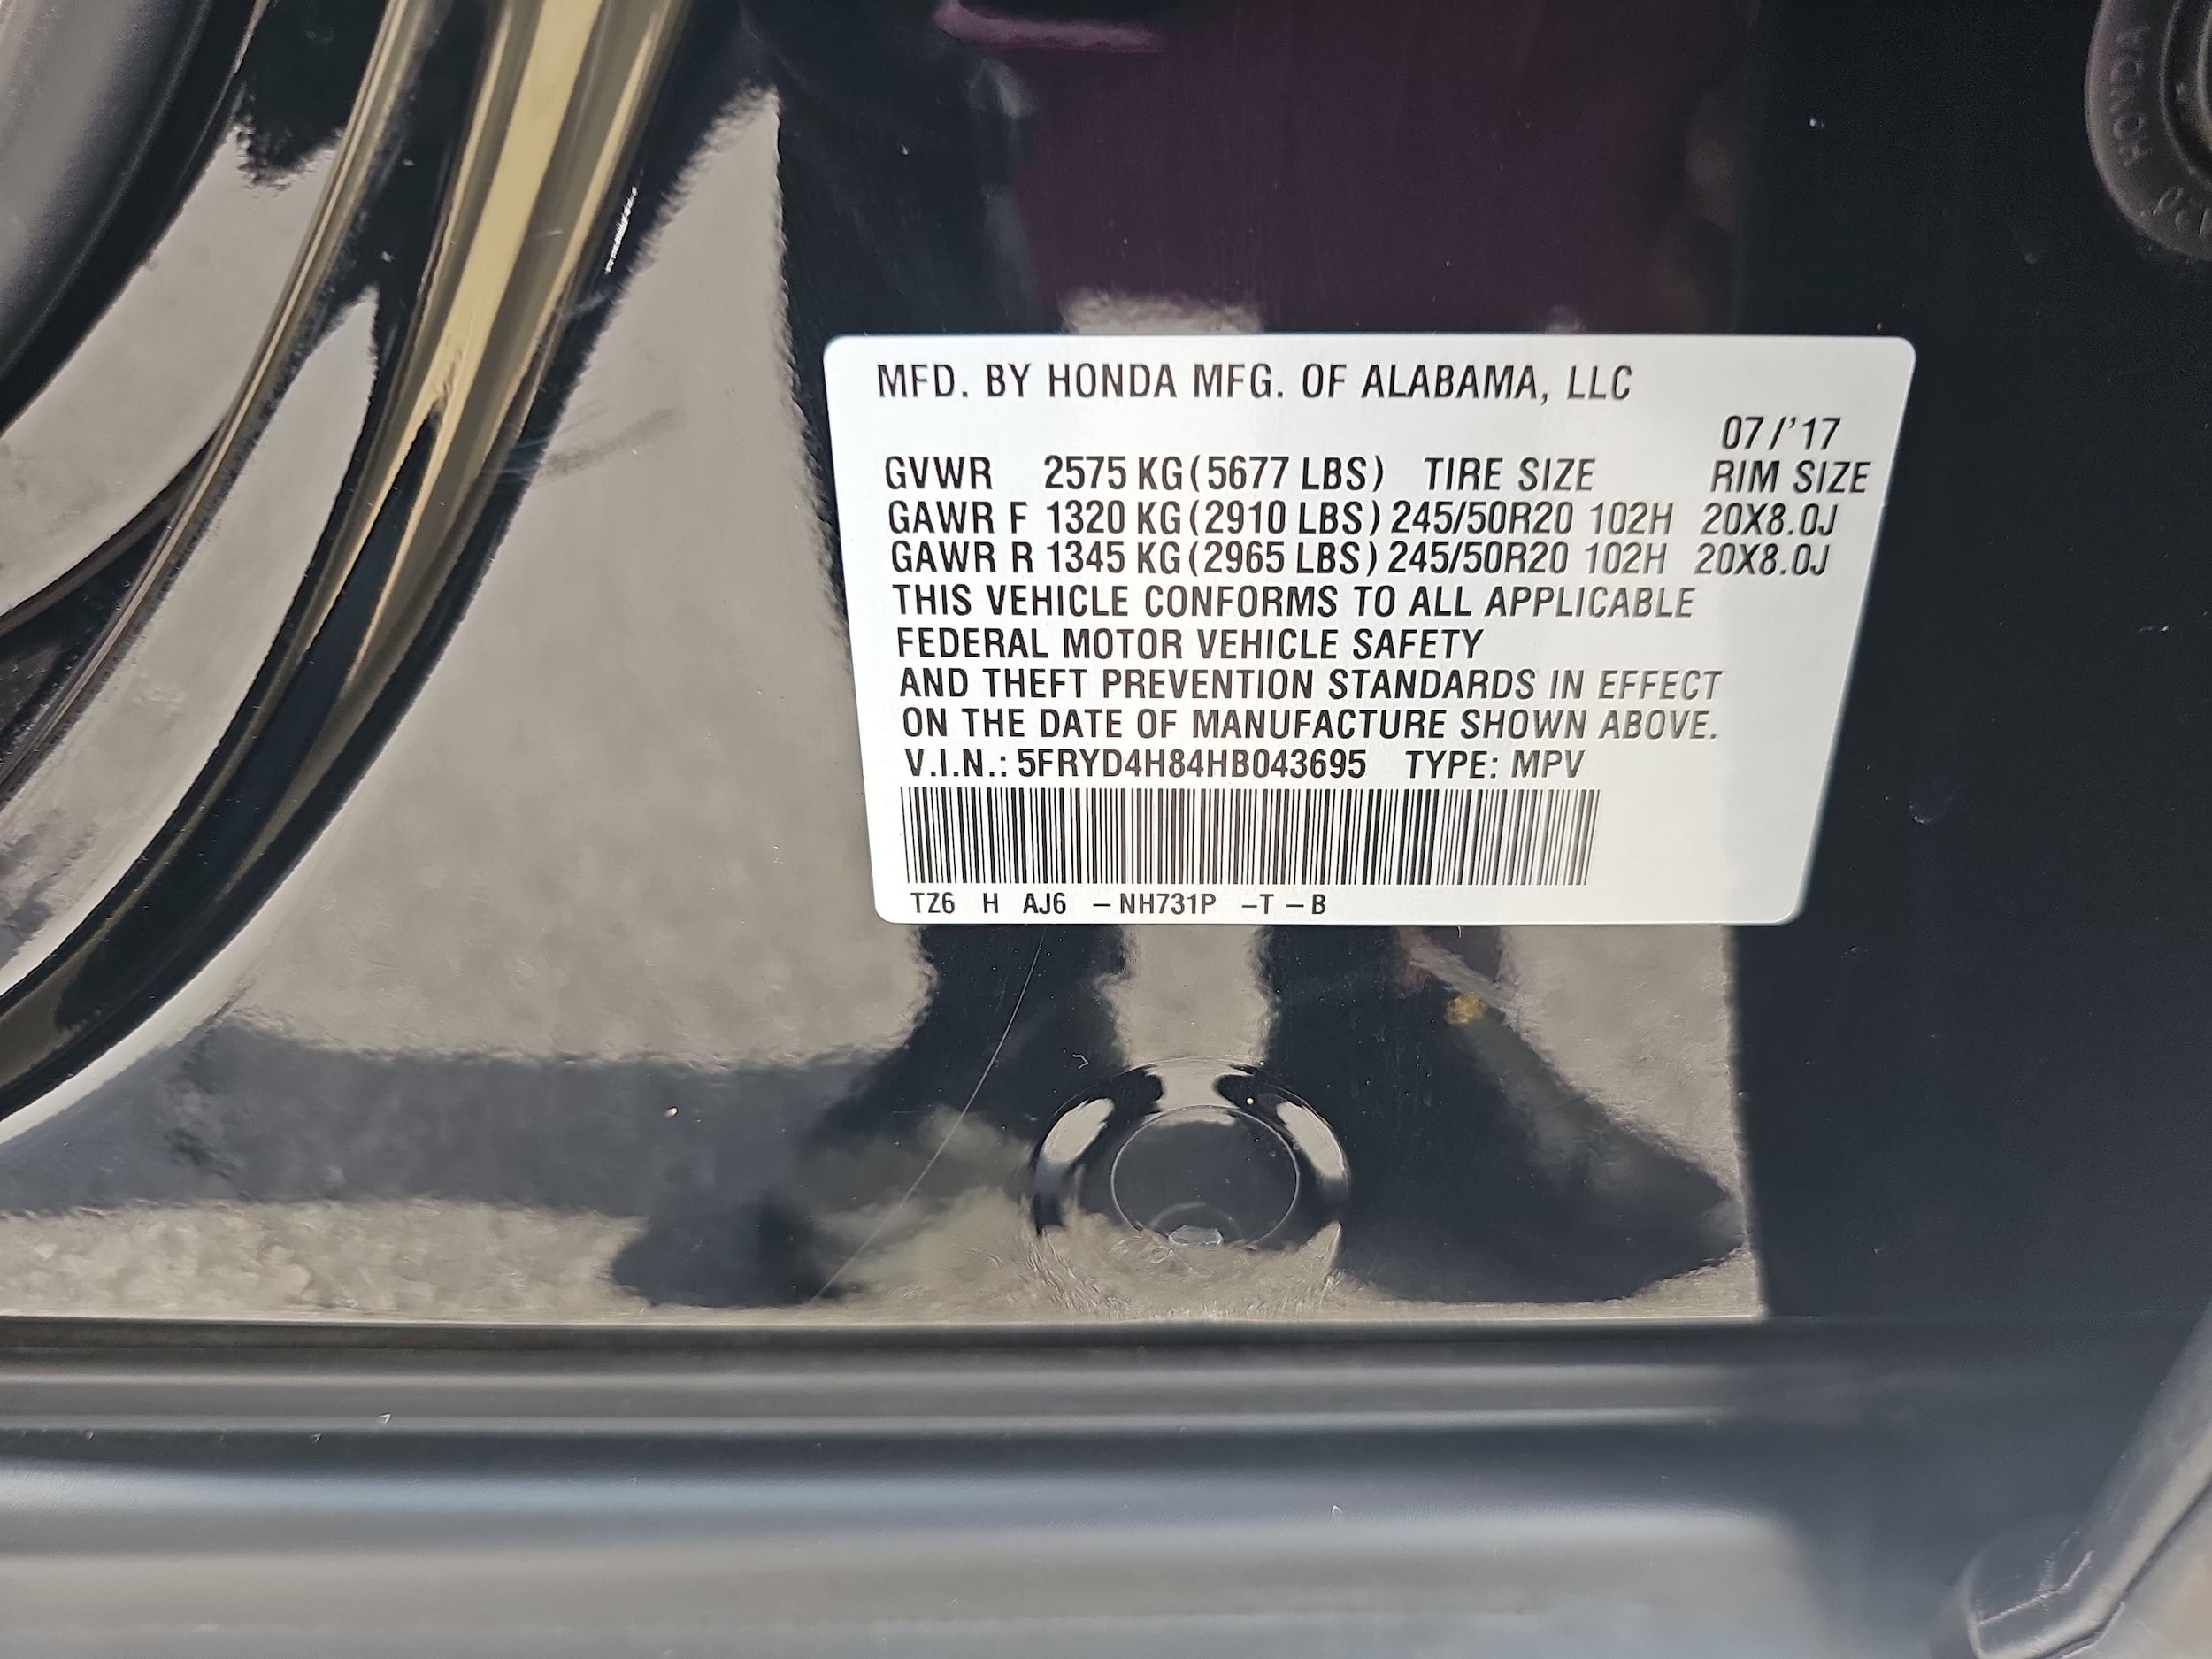 MFD. BY HONDA MFG. OF ALABAMA, LLC
07/'17
GVWR 2575 KG (5677 LBS) TIRE SIZE RIM SIZE
GAWR F 1320 KG (2910 LBS) 245/50R20 102H 20X8.0J
GAWR R 1345 KG (2965 LBS) 245/50R20 102H 20X8.0J
THIS VEHICLE CONFORMS TO ALL APPLICABLE
FEDERAL MOTOR VEHICLE SAFETY
AND THEFT PREVENTION STANDARDS IN EFFECT
ON THE DATE OF MANUFACTURE SHOWN ABOVE.
V.I.N.: 5FRYD4H84HB043695 TYPE: MPV
TZ6 H AJ6 – NH731P – T – B
HONDA